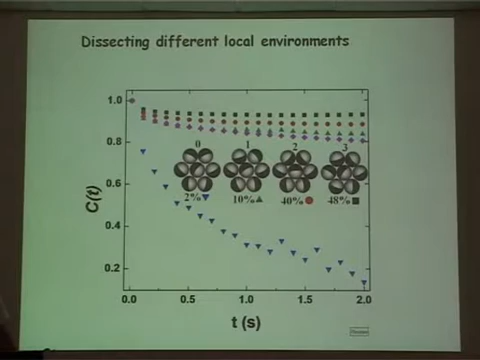 Dissecting different local environments
1.0
0.8
0.6
0.4
0.2
C(t)
0 1 2 3
2% 10% 40% 48%
0.0 0.5 1.0 1.5 2.0
t (s)